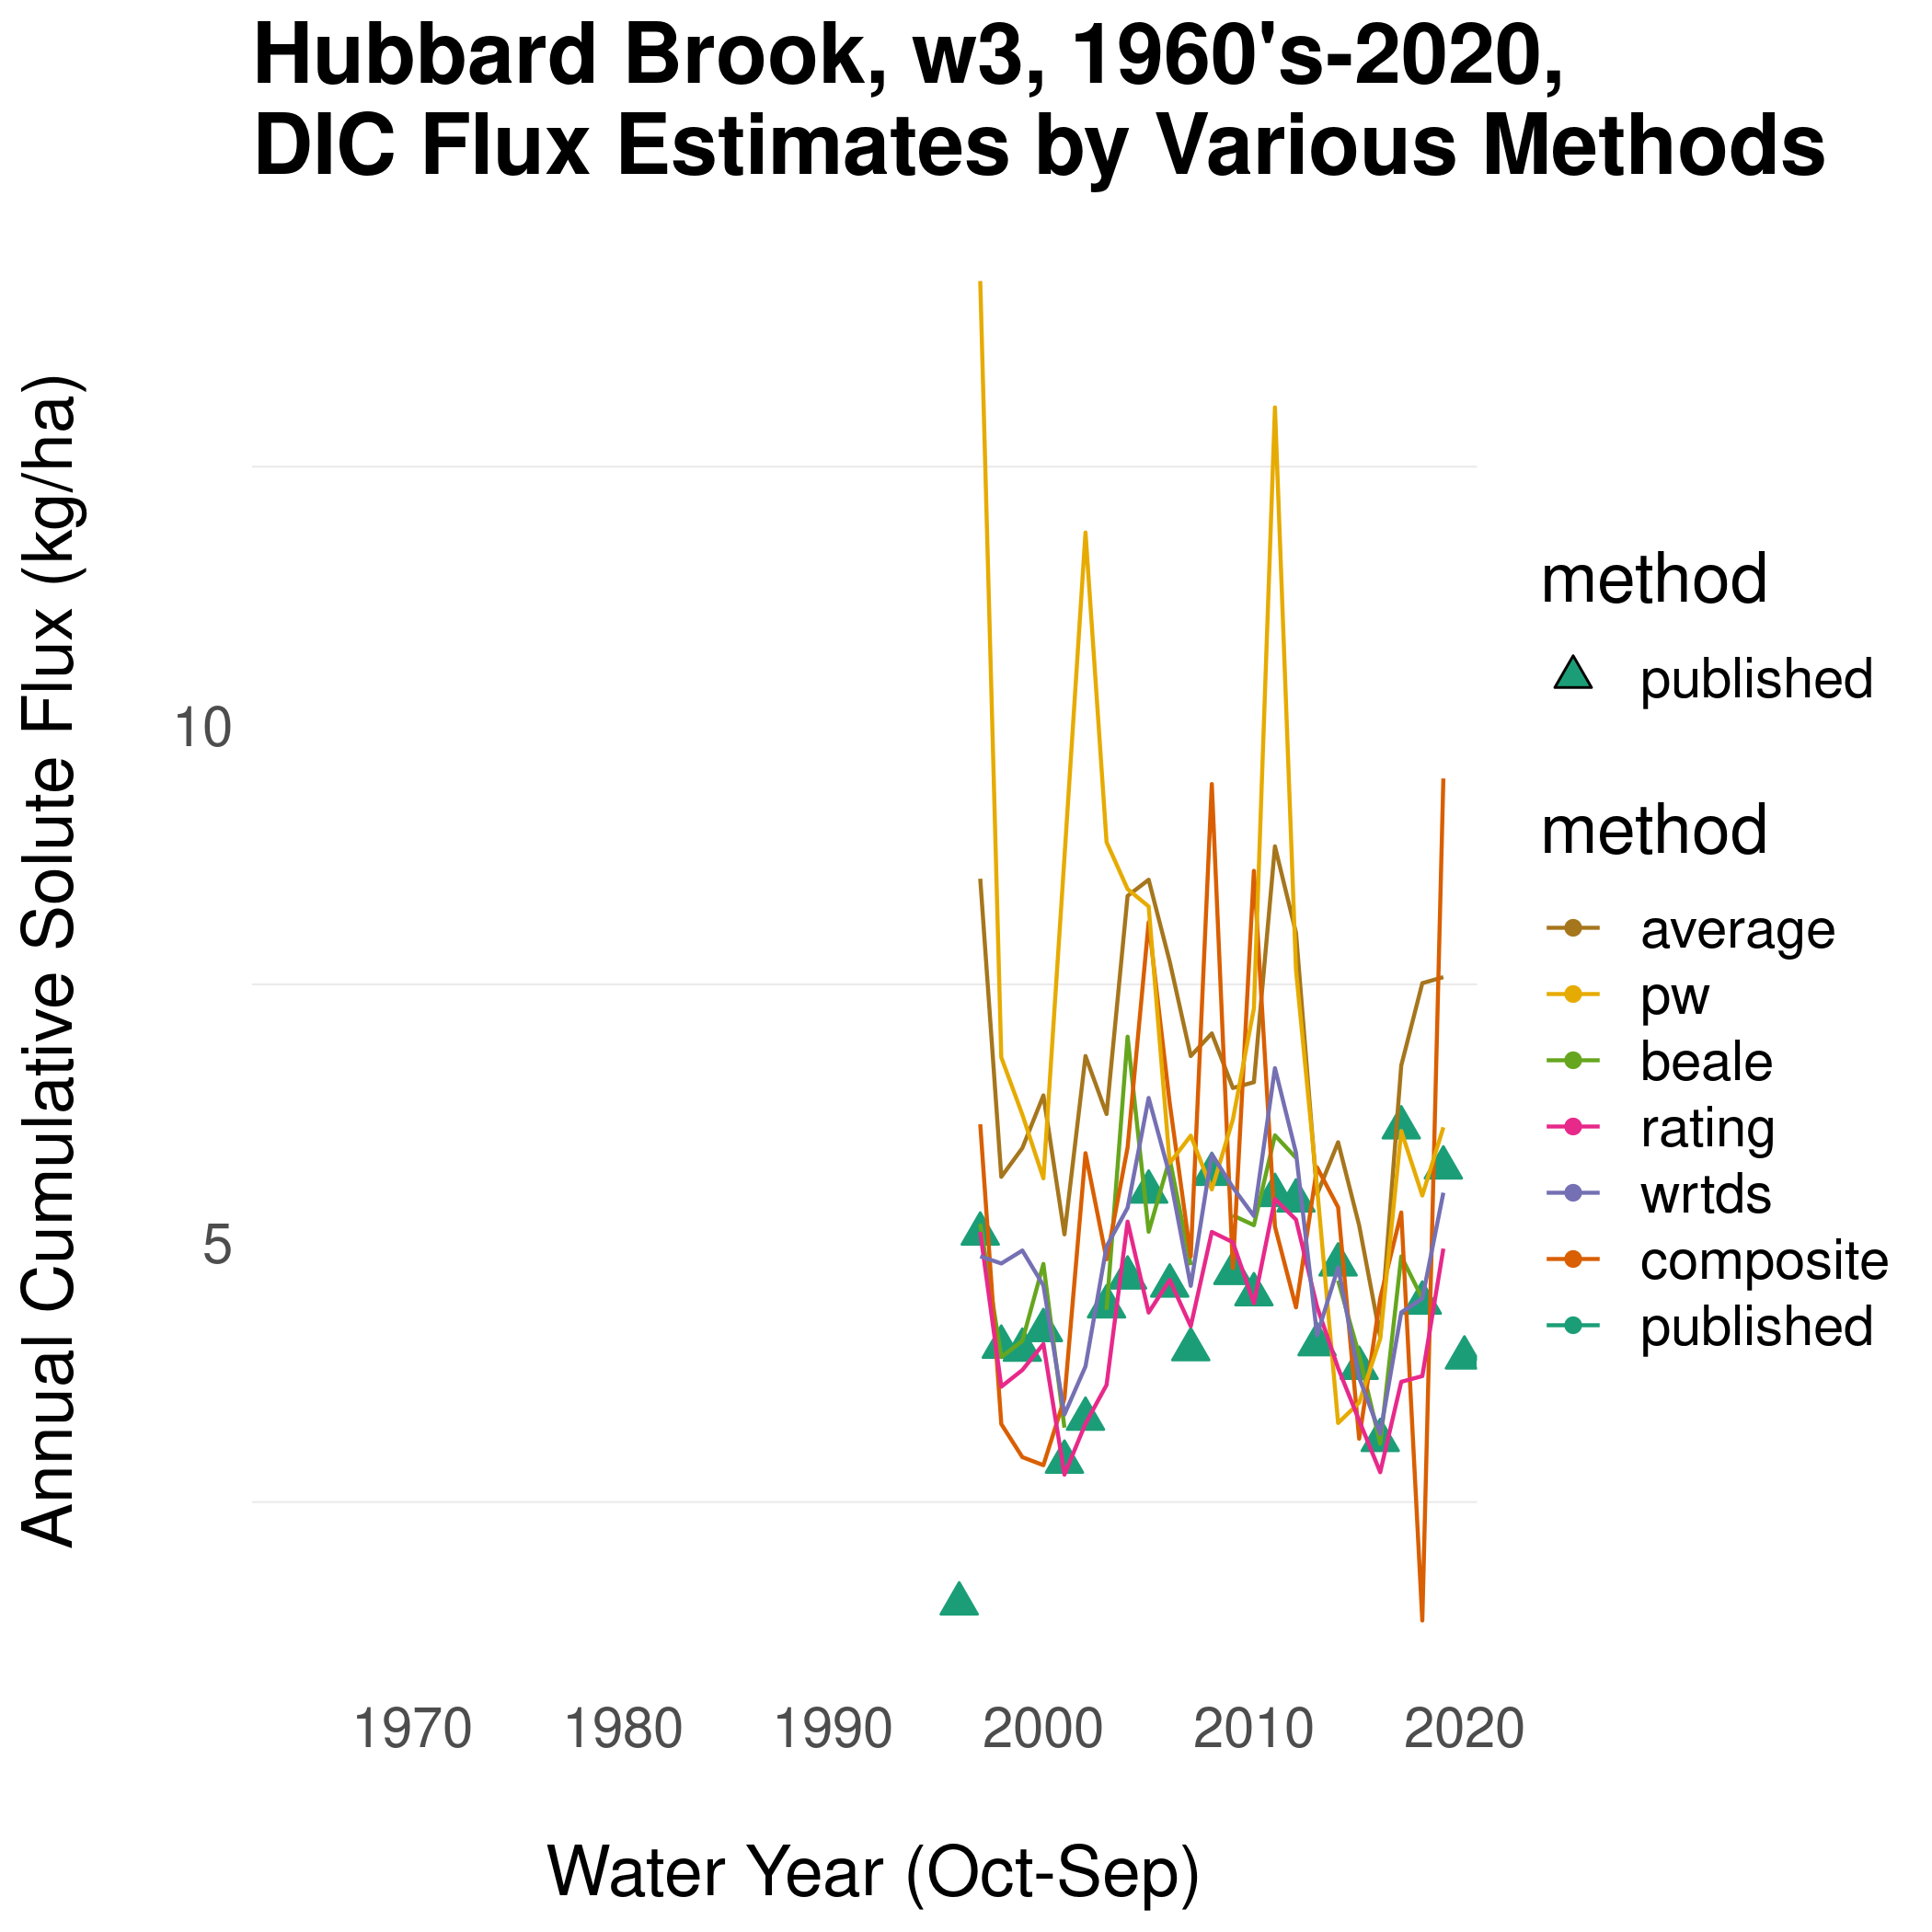 Hubbard Brook, w3, 1960's-2020,
DIC Flux Estimates by Various Methods
Annual Cumulative Solute Flux (kg/ha)
10
5
1970 1980 1990 2000 2010 2020
Water Year (Oct-Sep)
method
published
method
average
pw
beale
rating
wrtds
composite
published